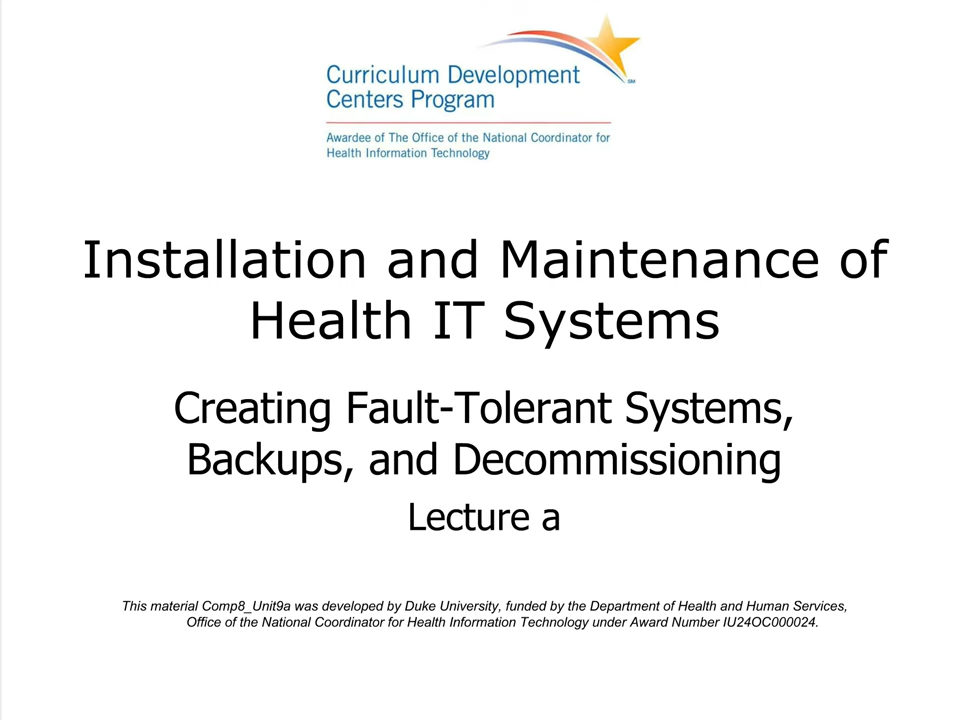 Curriculum Development
Centers Program
SM
Awardee of The Office of the National Coordinator for
Health Information Technology
Installation and Maintenance of
Health IT Systems
Creating Fault-Tolerant Systems,
Backups, and Decommissioning
Lecture a
This material Comp8_Unit9a was developed by Duke University, funded by the Department of Health and Human Services,
Office of the National Coordinator for Health Information Technology under Award Number IU24OC000024.